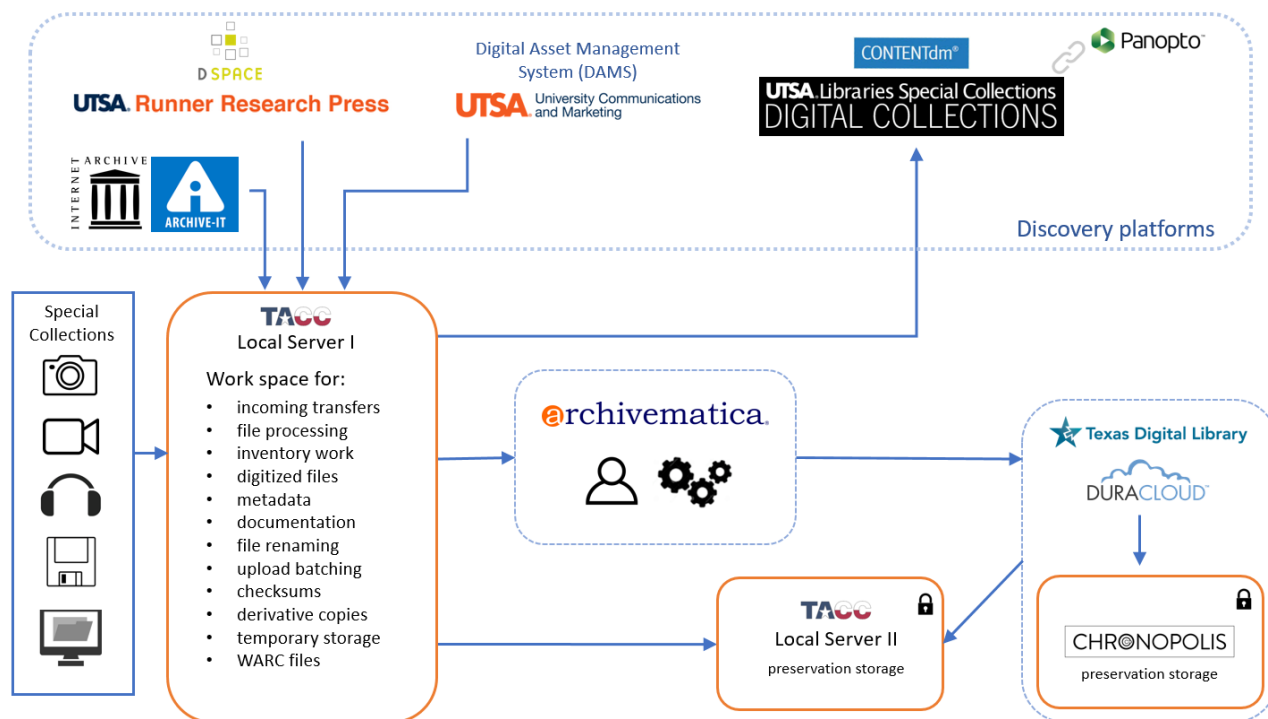 DSPACE
UTSA. Runner Research Press
Digital Asset Management
System (DAMS)
UTSA. University Communications
and Marketing
CONTENTdm®
UTSA. Libraries Special Collections
DIGITAL COLLECTIONS
Panopto™
INTERNET
ARCHIVE
ARCHIVE-IT
Discovery platforms
Special
Collections
TACC
Local Server I
Work space for:
• incoming transfers
• file processing
• inventory work
• digitized files
• metadata
• documentation
• file renaming
• upload batching
• checksums
• derivative copies
• temporary storage
• WARC files
archivematica.
Texas Digital Library
DURACLOUD™
TACC
Local Server II
preservation storage
CHRONOPOLIS
preservation storage